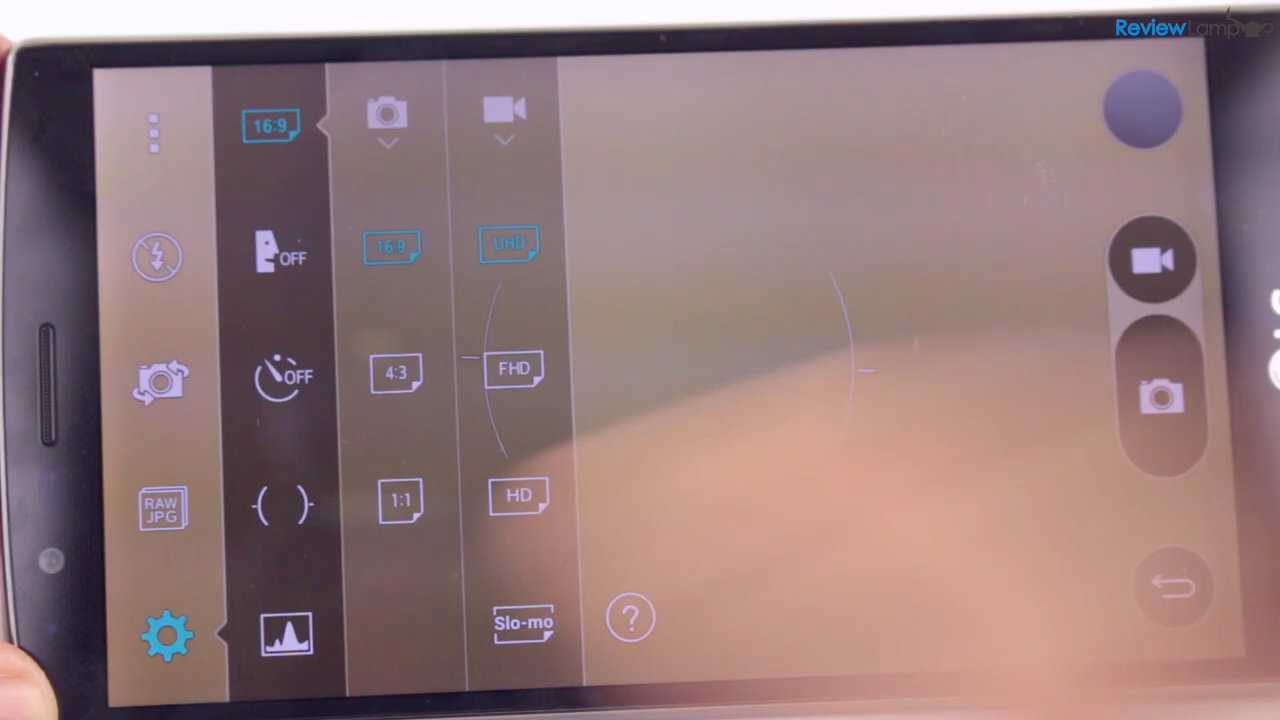 ReviewLamp
16:9
OFF
16:9
UHD
OFF
4:3
FHD
RAW
JPG
1:1
HD
Slo-mo
?